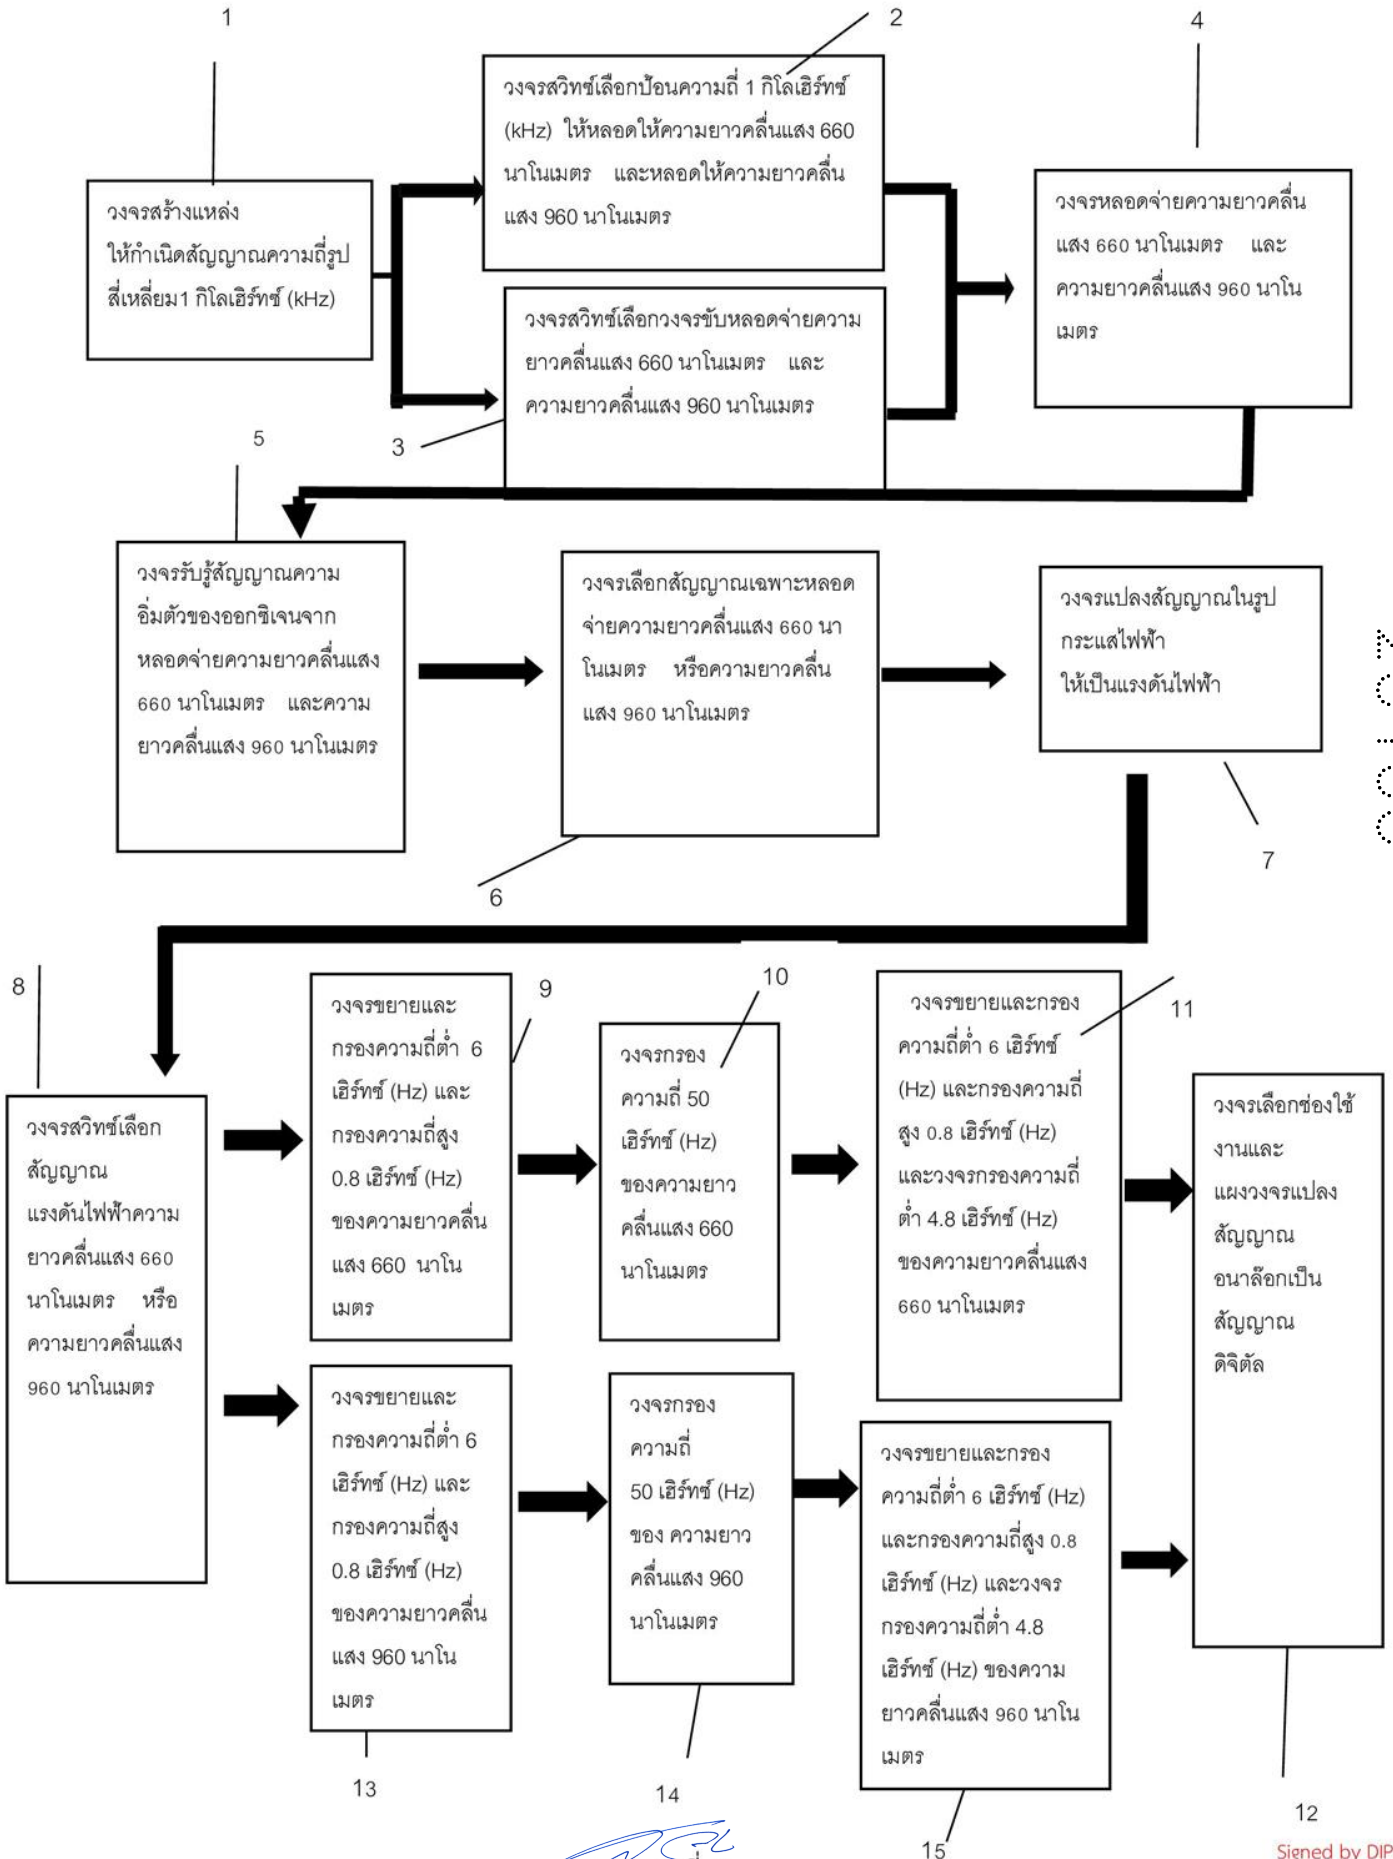 1
2
4
วงจรสร้างแหล่ง
ให้กำเนิดสัญญาณความถี่รูป
สี่เหลี่ยม1 กิโลเฮิร์ทซ์ (kHz)
วงจรสวิทซ์เลือกป้อนความถี่ 1 กิโลเฮิร์ทซ์
(kHz) ให้หลอดให้ความยาวคลื่นแสง 660
นาโนเมตร และหลอดให้ความยาวคลื่น
แสง 960 นาโนเมตร
วงจรสวิทซ์เลือกวงจรขับหลอดจ่ายความ
ยาวคลื่นแสง 660 นาโนเมตร และ
ความยาวคลื่นแสง 960 นาโนเมตร
3
วงจรหลอดจ่ายความยาวคลื่น
แสง 660 นาโนเมตร และ
ความยาวคลื่นแสง 960 นาโน
เมตร
5
วงจรรับรู้สัญญาณความ
อิ่มตัวของออกซิเจนจาก
หลอดจ่ายความยาวคลื่นแสง
660 นาโนเมตร และความ
ยาวคลื่นแสง 960 นาโนเมตร
วงจรเลือกสัญญาณเฉพาะหลอด
จ่ายความยาวคลื่นแสง 660 นา
โนเมตร หรือความยาวคลื่น
แสง 960 นาโนเมตร
6
วงจรแปลงสัญญาณในรูป
กระแสไฟฟ้า
ให้เป็นแรงดันไฟฟ้า
7
8
วงจรสวิทซ์เลือก
สัญญาณ
แรงดันไฟฟ้าความ
ยาวคลื่นแสง 660
นาโนเมตร หรือ
ความยาวคลื่นแสง
960 นาโนเมตร
9
วงจรขยายและ
กรองความถี่ต่ำ 6
เฮิร์ทซ์ (Hz) และ
กรองความถี่สูง
0.8 เฮิร์ทซ์ (Hz)
ของความยาวคลื่น
แสง 660 นาโน
เมตร
10
วงจรกรอง
ความถี่ 50
เฮิร์ทซ์ (Hz)
ของความยาว
คลื่นแสง 660
นาโนเมตร
11
วงจรขยายและกรอง
ความถี่ต่ำ 6 เฮิร์ทซ์
(Hz) และกรองความถี่
สูง 0.8 เฮิร์ทซ์ (Hz)
และวงจรกรองความถี่
ต่ำ 4.8 เฮิร์ทซ์ (Hz)
ของความยาวคลื่นแสง
660 นาโนเมตร
วงจรเลือกช่องใช้
งานและ
แผงวงจรแปลง
สัญญาณ
อนาล๊อกเป็น
สัญญาณ
ดิจิตัล
วงจรขยายและ
กรองความถี่ต่ำ 6
เฮิร์ทซ์ (Hz) และ
กรองความถี่สูง
0.8 เฮิร์ทซ์ (Hz)
ของความยาวคลื่น
แสง 960 นาโน
เมตร
13
วงจรกรอง
ความถี่
50 เฮิร์ทซ์ (Hz)
ของ ความยาว
คลื่นแสง 960
นาโนเมตร
14
วงจรขยายและกรอง
ความถี่ต่ำ 6 เฮิร์ทซ์ (Hz)
และกรองความถี่สูง 0.8
เฮิร์ทซ์ (Hz) และวงจร
กรองความถี่ต่ำ 4.8
เฮิร์ทซ์ (Hz) ของความ
ยาวคลื่นแสง 960 นาโน
เมตร
15
12
Signed by DIP